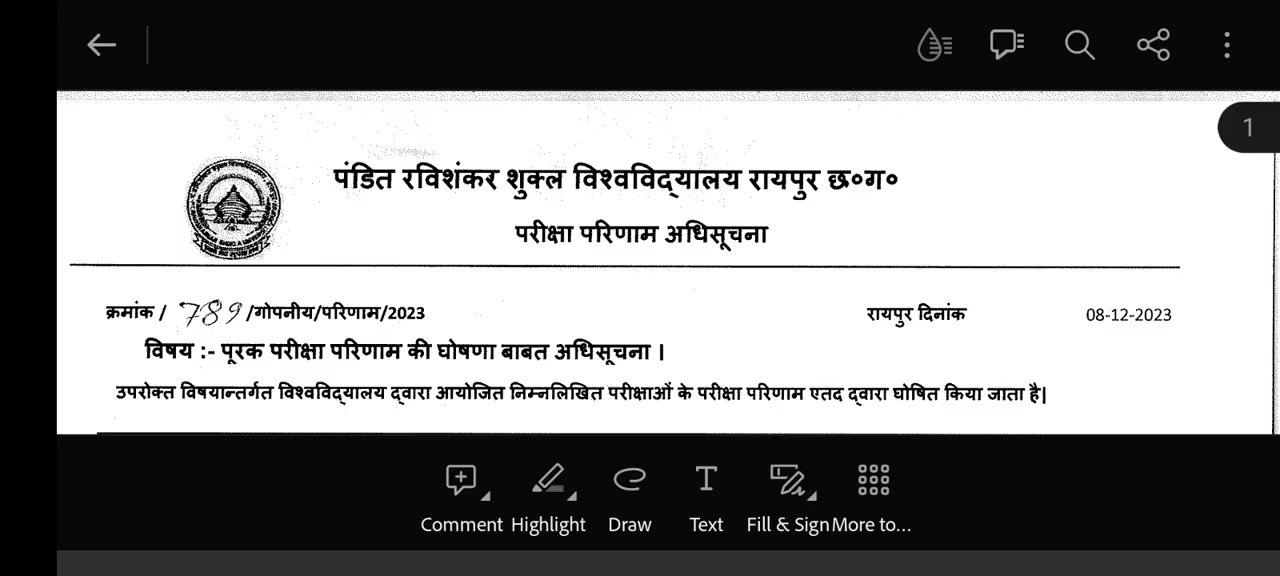 1
पंडित रविशंकर शुक्ल विश्वविद्यालय रायपुर छ०ग०
परीक्षा परिणाम अधिसूचना
क्रमांक / 789 /गोपनीय/परिणाम/2023 रायपुर दिनांक 08-12-2023
विषय :- पूरक परीक्षा परिणाम की घोषणा बाबत अधिसूचना ।
उपरोक्त विषयान्तर्गत विश्वविद्यालय द्वारा आयोजित निम्नलिखित परीक्षाओं के परीक्षा परिणाम एतद द्वारा घोषित किया जाता है|
Comment Highlight Draw Text Fill & Sign More to...